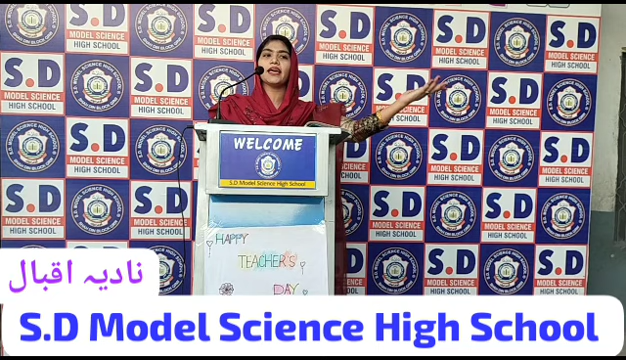 WELCOME
S.D Model Science High School
HAPPY
TEACHER'S
DAY
S.D
MODEL SCIENCE
HIGH SCHOOL
نادیہ اقبال
S.D Model Science High School